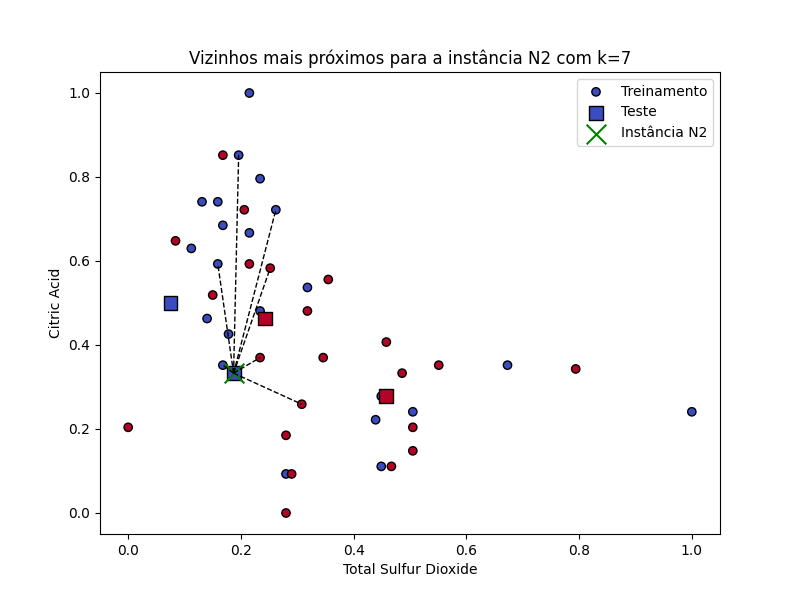 Vizinhos mais próximos para a instância N2 com k=7
Treinamento
Teste
Instância N2
Citric Acid
1.0
0.8
0.6
0.4
0.2
0.0
0.0 0.2 0.4 0.6 0.8 1.0
Total Sulfur Dioxide